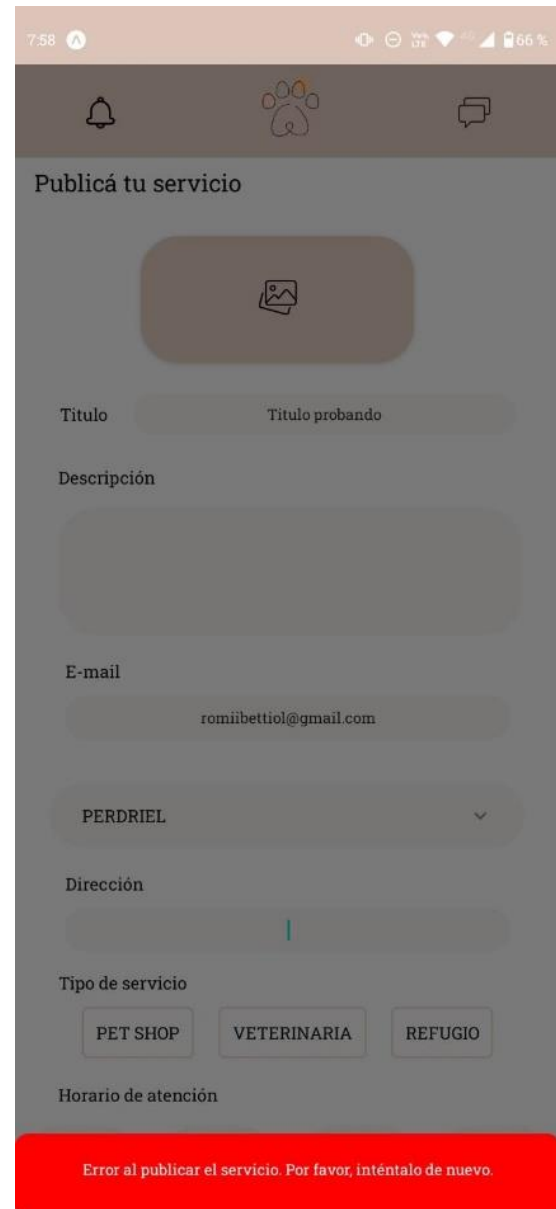 7:58 66 %
Publicá tu servicio
Titulo Titulo probando
Descripción
E-mail
romiibettiol@gmail.com
PERDRIEL
Dirección
Tipo de servicio
PET SHOP VETERINARIA REFUGIO
Horario de atención
Error al publicar el servicio. Por favor, inténtalo de nuevo.